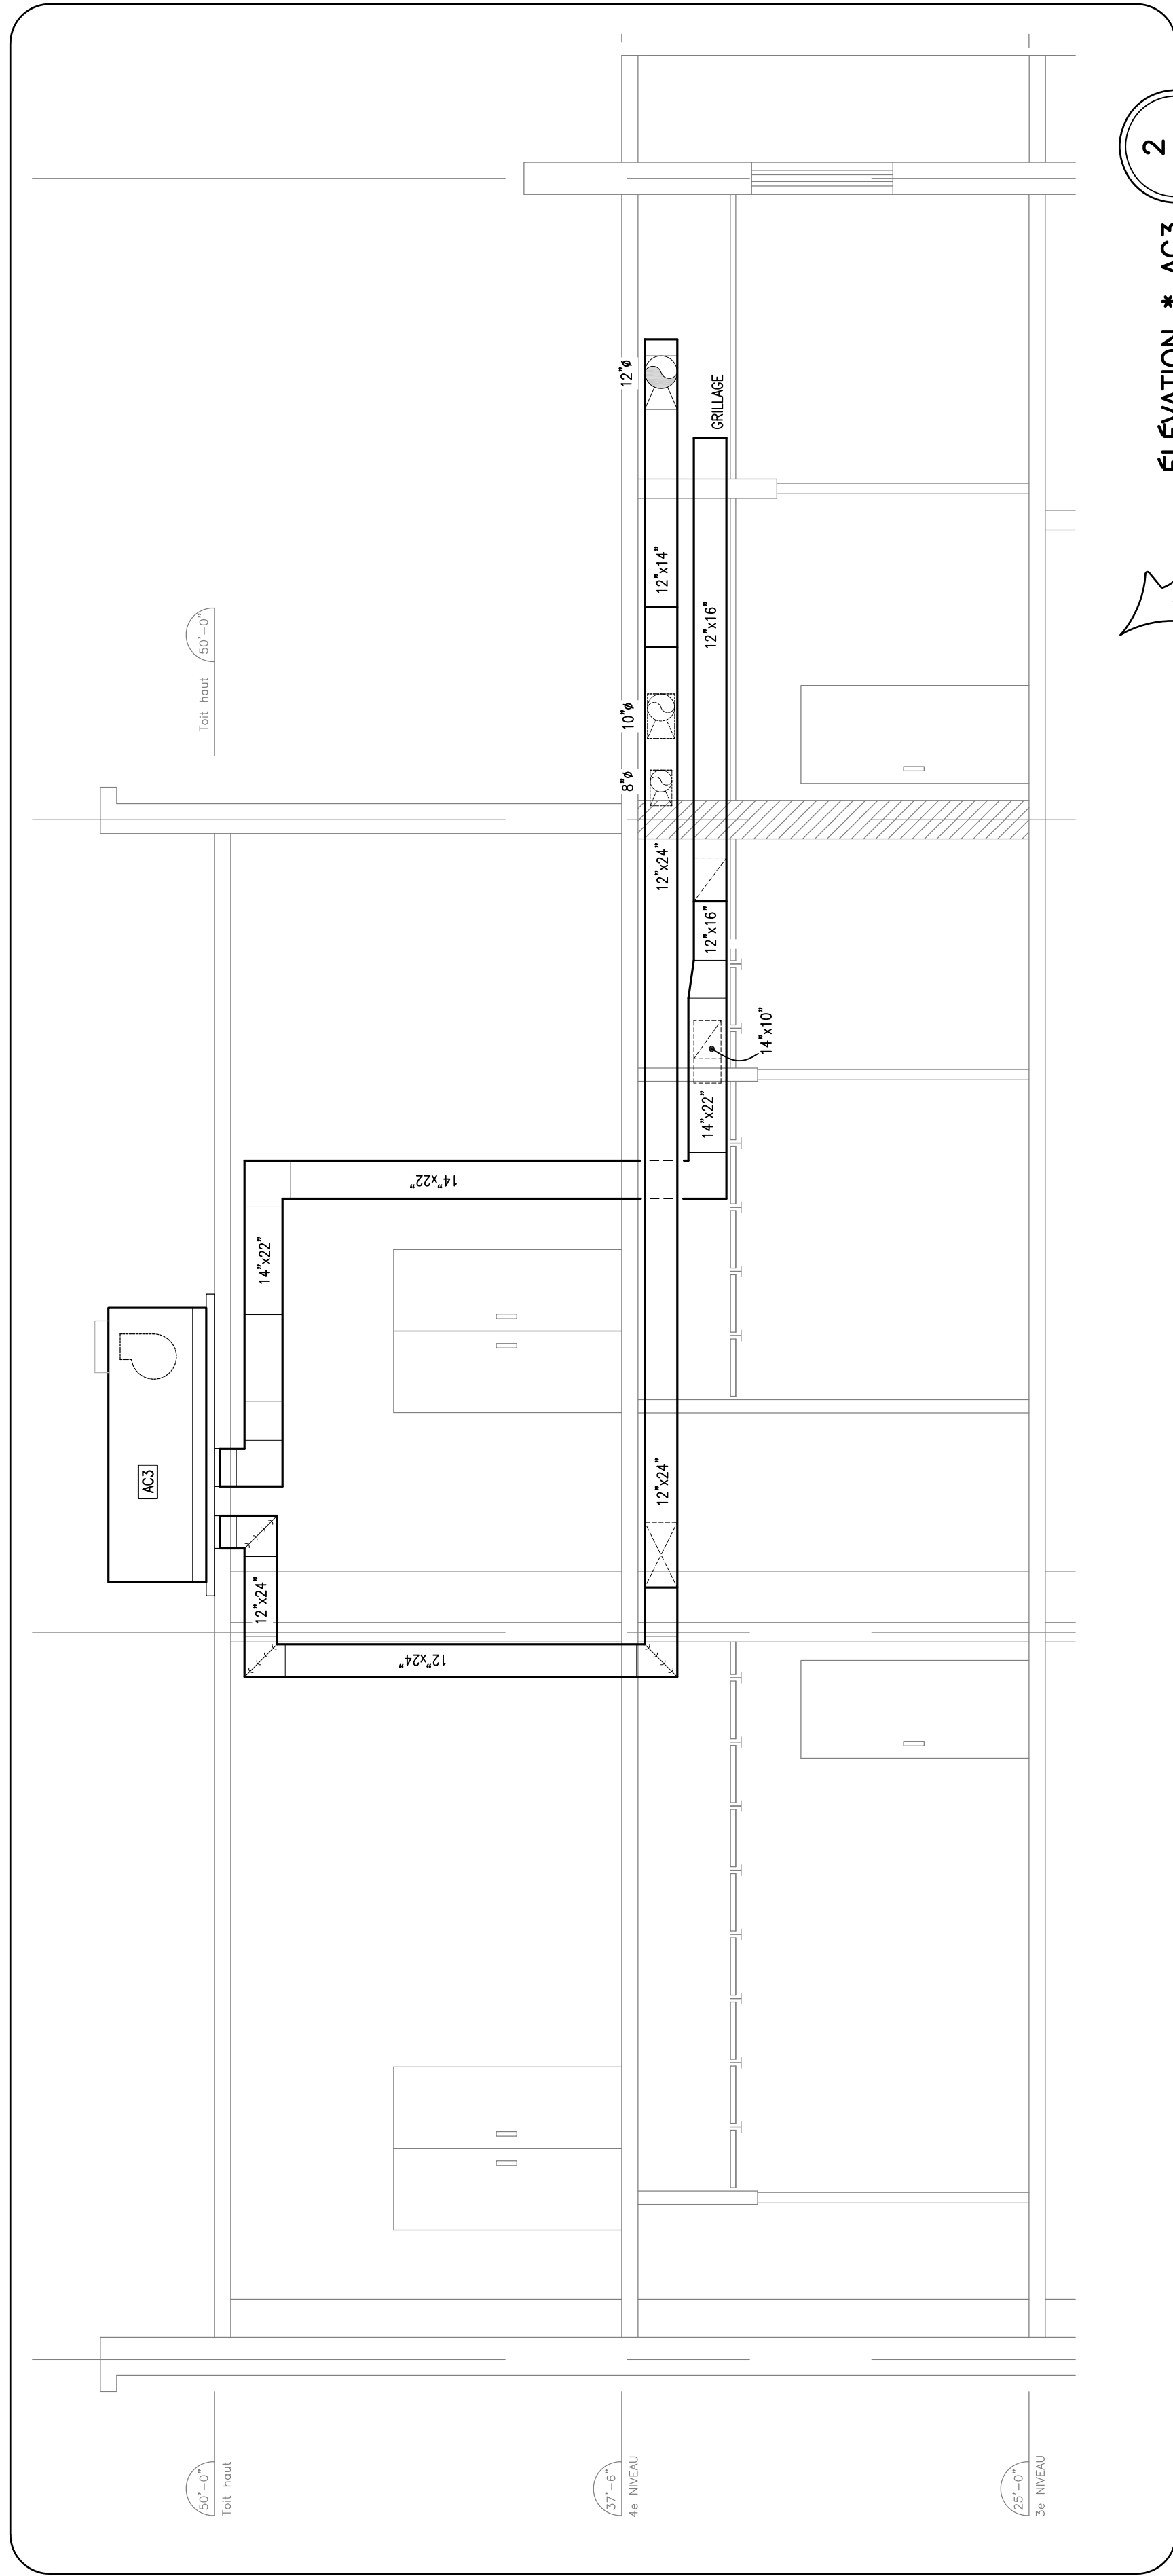 Toit haut
50'-0"
AC3
14"x22"
12"x24"
14"x22"
12"x24"
12"ø
10"ø
8"ø
12"x14"
12"x24"
12"x24"
GRILLAGE
12"x16"
12"x16"
14"x22"
14"x10"
50'-0"
Toit haut
37'-6"
4e NIVEAU
25'-0"
3e NIVEAU
ÉLÉVATION * AC3
2